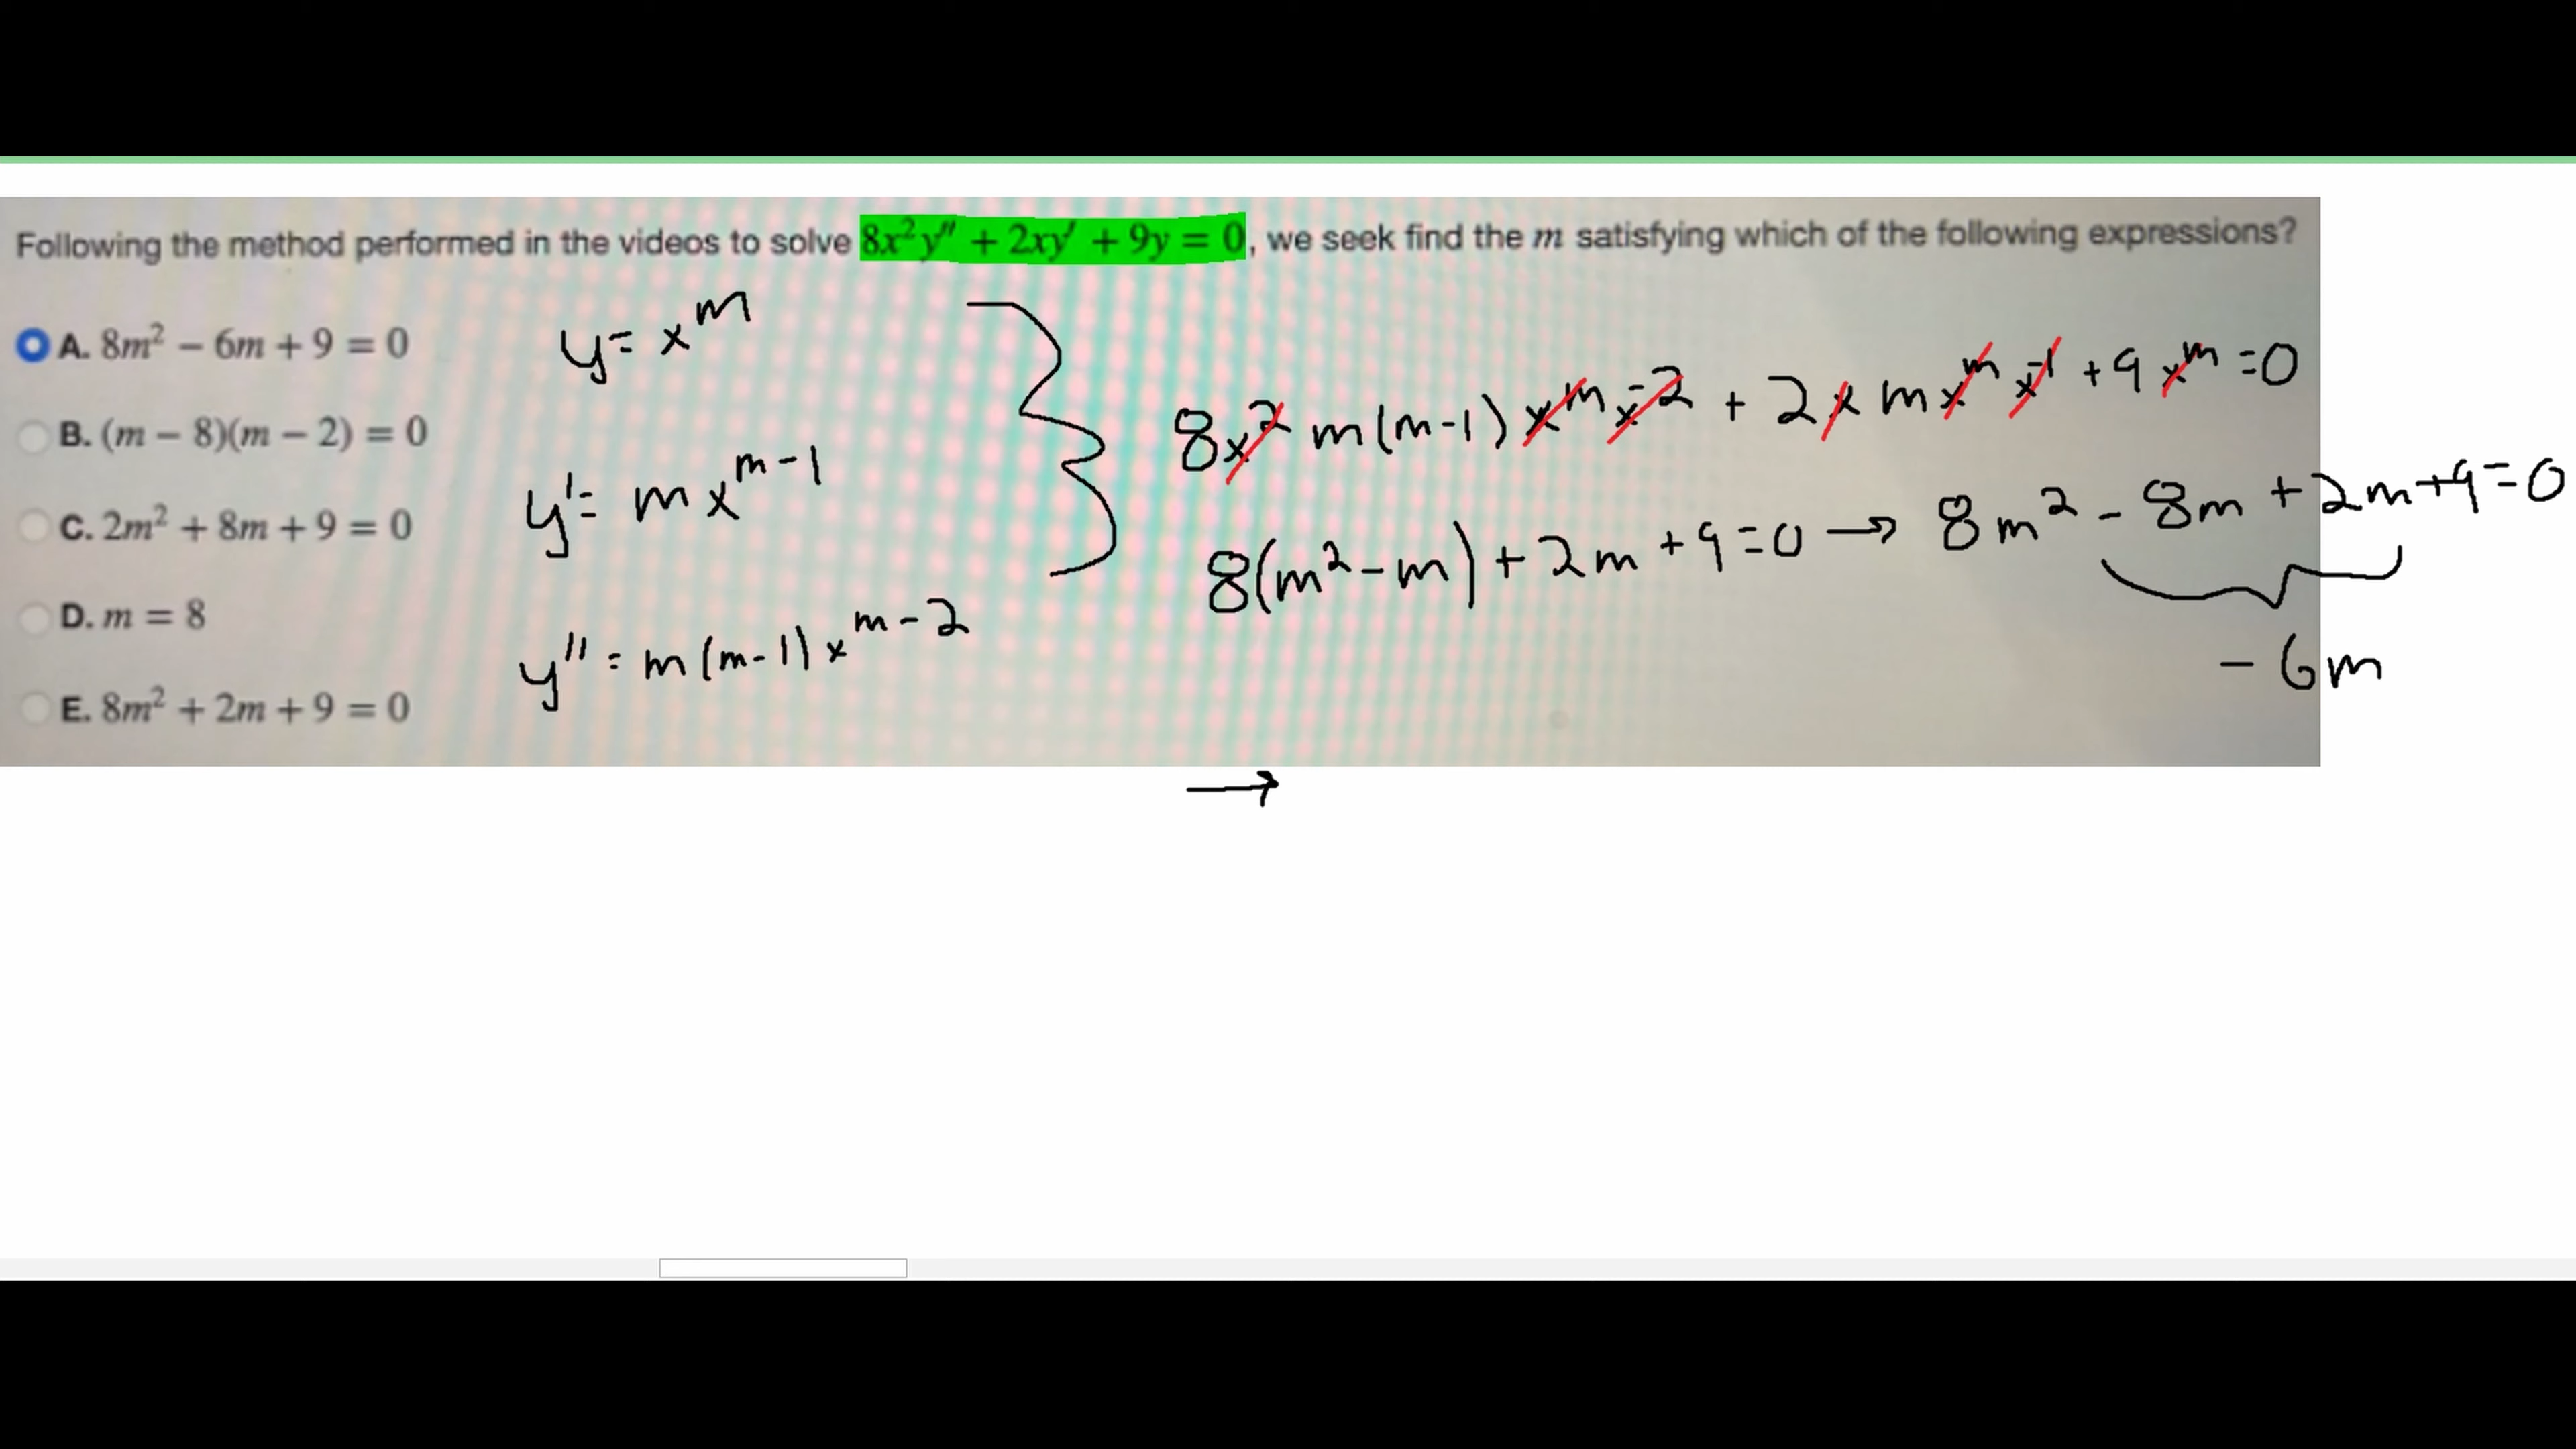 Following the method performed in the videos to solve 8x²y″ + 2xy′ + 9y = 0, we seek find the m satisfying which of the following expressions?
A. 8m² − 6m + 9 = 0
B. (m − 8)(m − 2) = 0
C. 2m² + 8m + 9 = 0
D. m = 8
E. 8m² + 2m + 9 = 0
y = x^m
y' = m x^(m-1)
y'' = m(m-1) x^(m-2)
8x² m(m-1) x^m x^-2 + 2x m x^m x^-1 + 9x^m = 0
8(m² - m) + 2m + 9 = 0 → 8m² - 8m + 2m + 9 = 0
- 6m
→